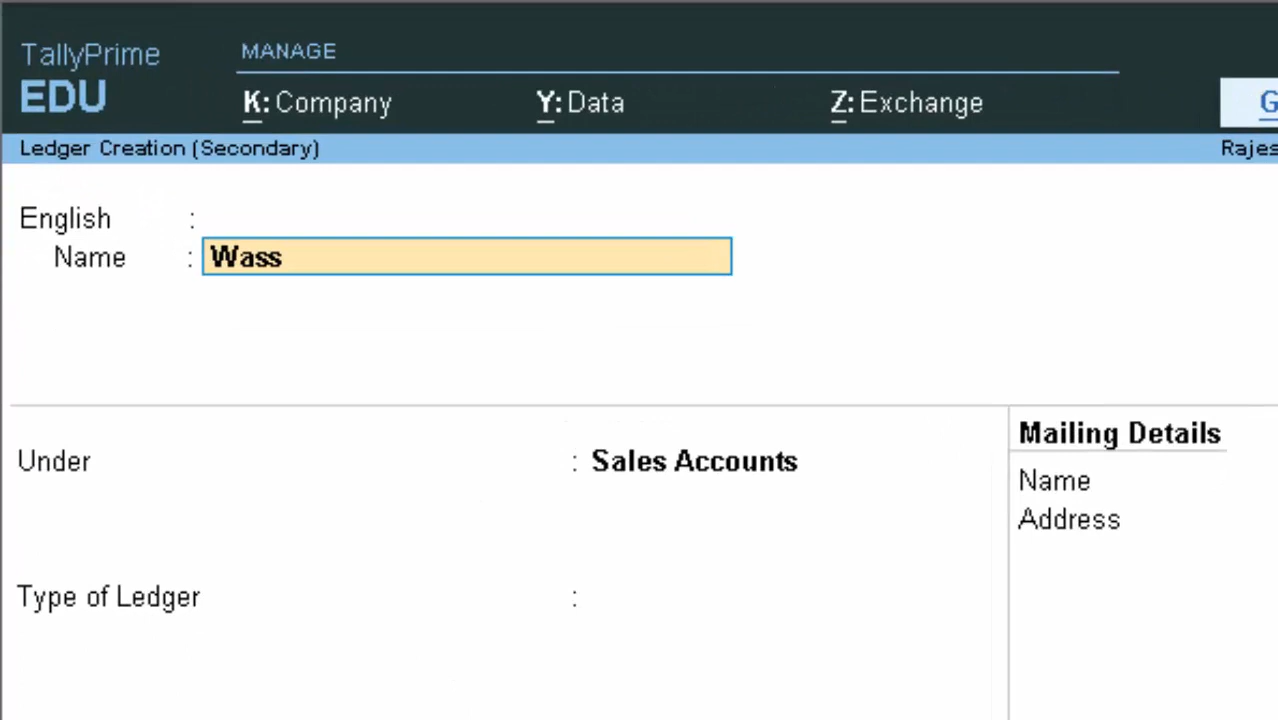 TallyPrime
EDU
MANAGE
K: Company
Y: Data
Z: Exchange
G
Ledger Creation (Secondary)
Rajes
English :
Name : Wass
Under : Sales Accounts
Mailing Details
Name
Address
Type of Ledger :